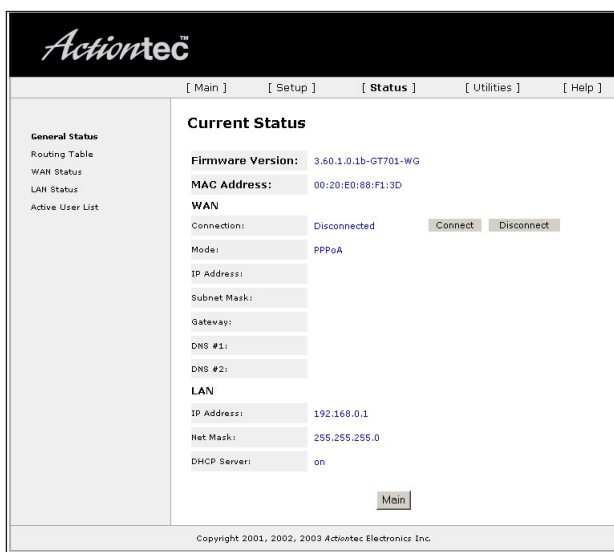 Actiontec
[ Main ] [ Setup ] [ Status ] [ Utilities ] [ Help ]
General Status
Routing Table
WAN Status
LAN Status
Active User List
Current Status
Firmware Version: 3.60.1.0.1b-GT701-WG
MAC Address: 00:20:E0:88:F1:3D
WAN
Connection: Disconnected Connect Disconnect
Mode: PPPoA
IP Address:
Subnet Mask:
Gateway:
DNS #1:
DNS #2:
LAN
IP Address: 192.168.0.1
Net Mask: 255.255.255.0
DHCP Server: on
Main
Copyright 2001, 2002, 2003 Actiontec Electronics Inc.